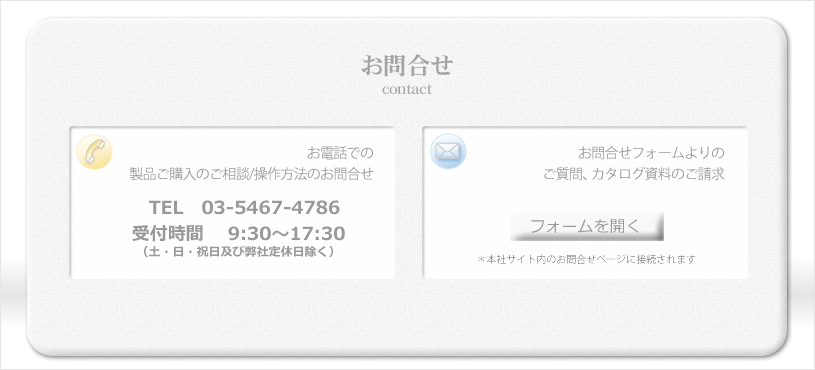 お問合せ
contact
お電話での
製品ご購入のご相談/操作方法のお問合せ
TEL 03-5467-4786
受付時間 9:30～17:30
（土・日・祝日及び弊社定休日除く）
お問合せフォームよりの
ご質問、カタログ資料のご請求
フォームを開く
＊本社サイト内のお問合せページに接続されます